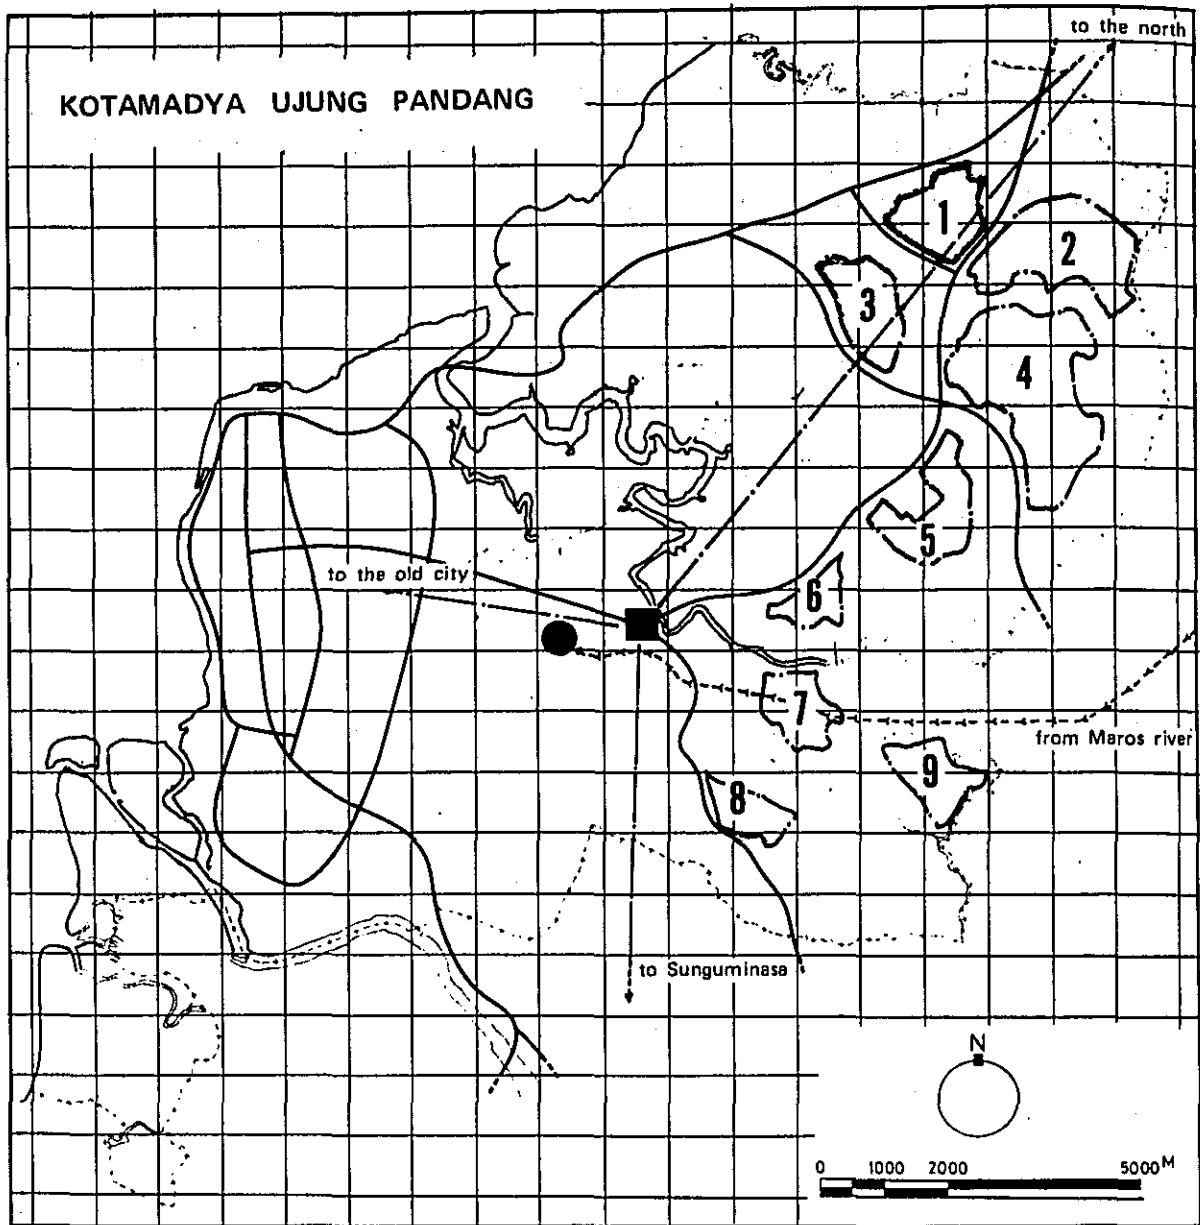 to the north
KOTAMADYA UJUNG PANDANG
1
2
3
4
5
to the old city
6
7
from Maros river
9
8
to Sunguminasa
N
0 1000 2000 5000 M